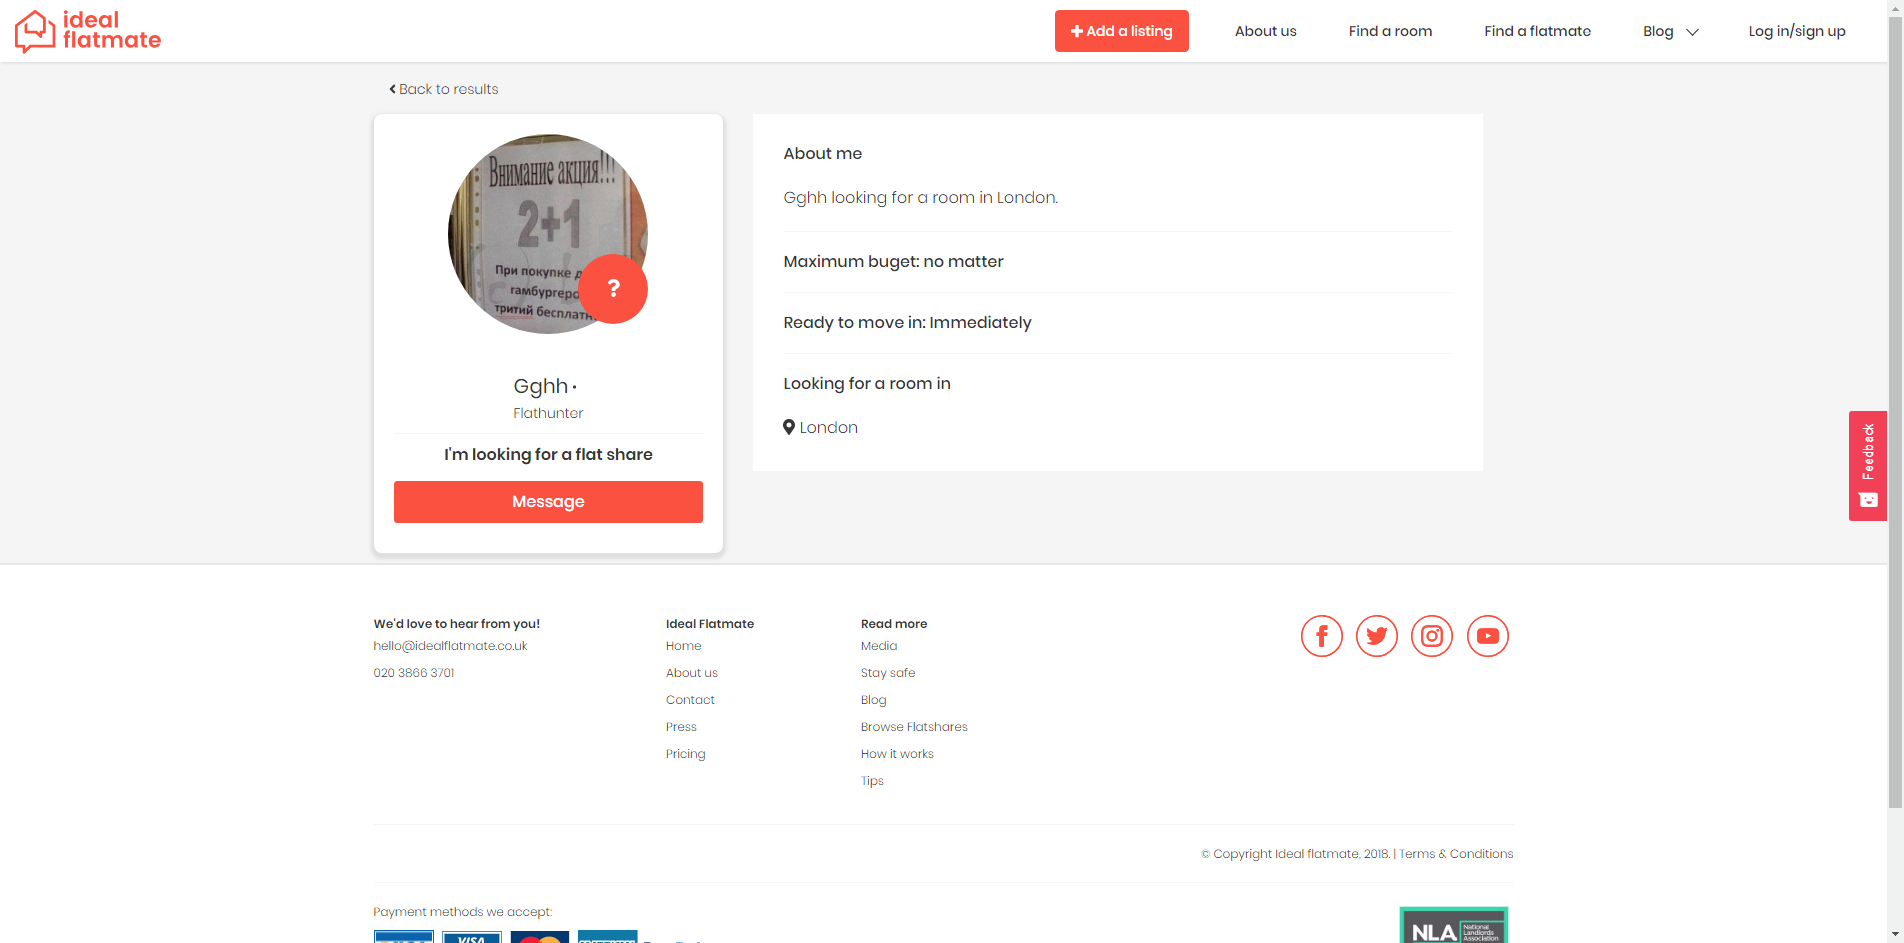 ideal
flatmate
Add a listing
About us
Find a room
Find a flatmate
Blog
Log in/sign up
Back to results
Внимание акция!!!
2+1
При покупке
тритий
?
Gghh •
Flathunter
I'm looking for a flat share
Message
About me
Gghh looking for a room in London.
Maximum buget: no matter
Ready to move in: Immediately
Looking for a room in
London
Feedback
We'd love to hear from you!
hello@idealflatmate.co.uk
020 3866 3701
Ideal Flatmate
Home
About us
Contact
Press
Pricing
Read more
Media
Stay safe
Blog
Browse Flatshares
How it works
Tips
© Copyright Ideal flatmate, 2018. | Terms & Conditions
Payment methods we accept:
VISA
NLA
National
Landlords
Association